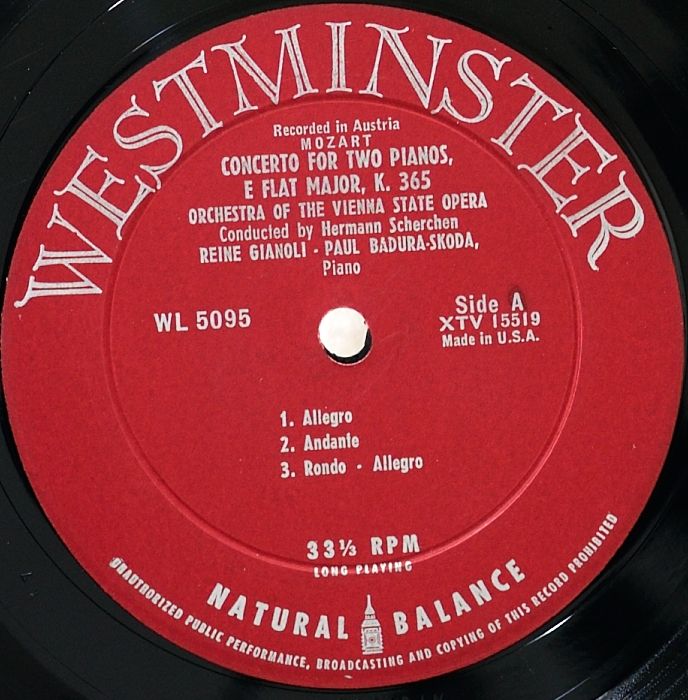 WESTMINSTER
Recorded in Austria
MOZART
CONCERTO FOR TWO PIANOS,
E FLAT MAJOR, K. 365
ORCHESTRA OF THE VIENNA STATE OPERA
Conducted by Hermann Scherchen
REINE GIANOLI - PAUL BADURA-SKODA,
Piano
WL 5095
Side A
XTV 15519
Made in U.S.A.
1. Allegro
2. Andante
3. Rondo - Allegro
33⅓ RPM
LONG PLAYING
NATURAL BALANCE
UNAUTHORIZED PUBLIC PERFORMANCE, BROADCASTING AND COPYING OF THIS RECORD PROHIBITED